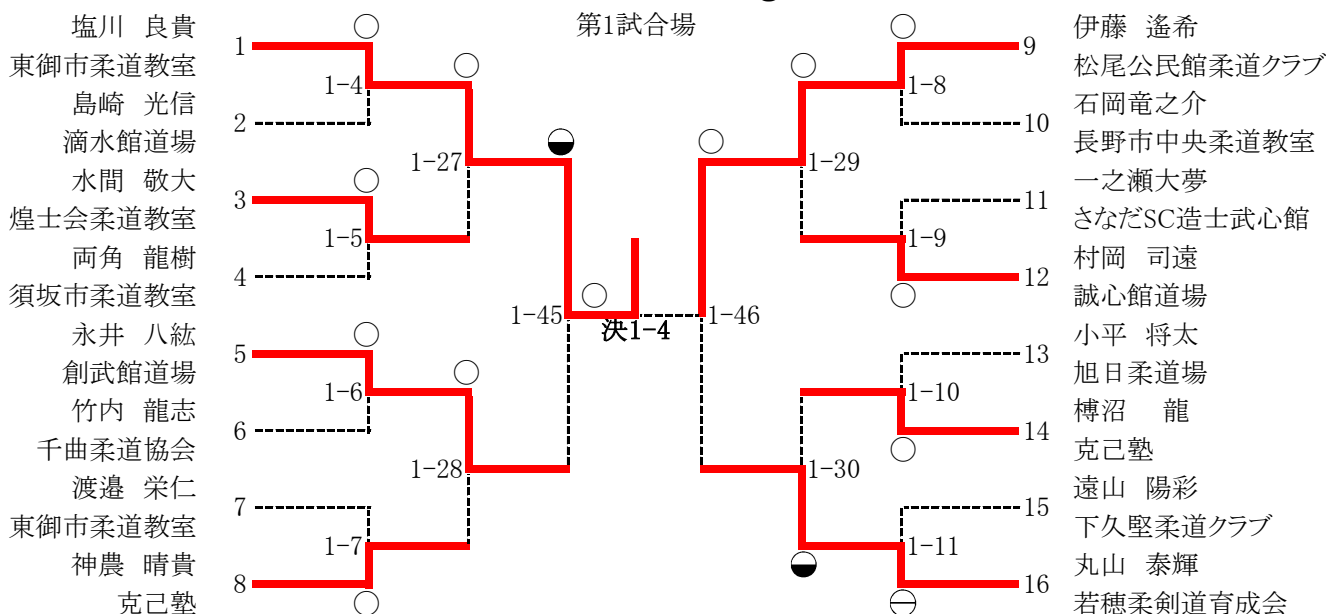 g
第1試合場
塩川 良貴
1
東御市柔道教室
1-4
島崎 光信
2
滴水館道場
1-27
水間 敬大
3
煌士会柔道教室
1-5
両角 龍樹
4
須坂市柔道教室
1-45
永井 八紘
5
創武館道場
1-6
竹内 龍志
6
千曲柔道協会
1-28
渡邉 栄仁
7
東御市柔道教室
1-7
神農 晴貴
8
克己塾
決1-4
伊藤 遙希
9
松尾公民館柔道クラブ
1-8
石岡竜之介
10
長野市中央柔道教室
1-29
一之瀬大夢
11
さなだSC造士武心館
1-9
村岡 司遠
12
誠心館道場
1-46
小平 将太
13
旭日柔道場
1-10
榑沼 龍
14
克己塾
1-30
遠山 陽彩
15
下久堅柔道クラブ
1-11
丸山 泰輝
16
若穂柔剣道育成会